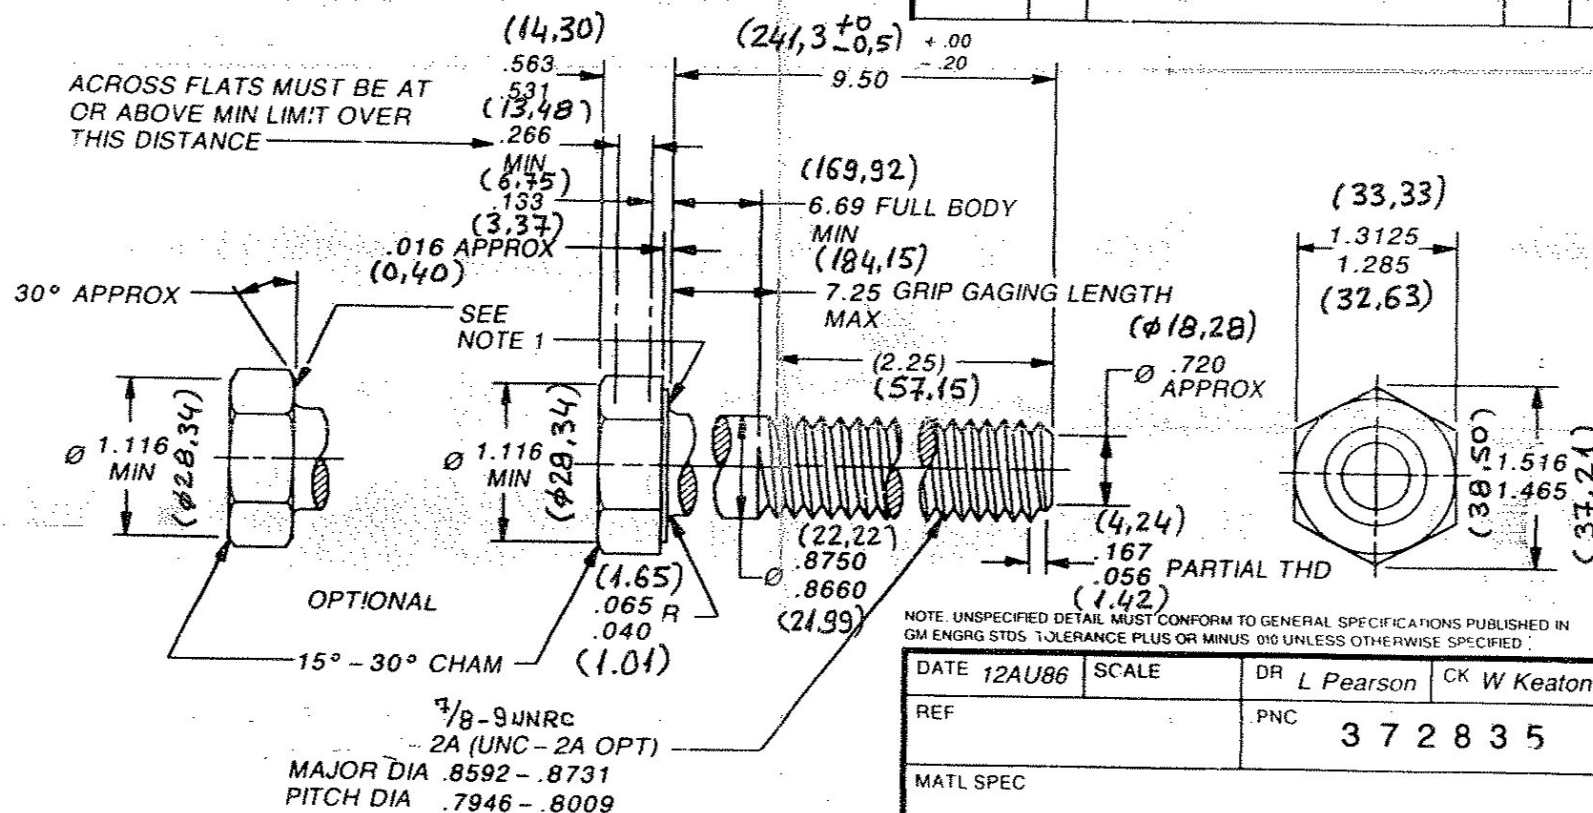 (14,30)
.563
.531
(13,48)
ACROSS FLATS MUST BE AT
OR ABOVE MIN LIMIT OVER
THIS DISTANCE
.266
MIN
(6,75)
.133
(3,37)
.016 APPROX
(0,40)
(241,3 +0 -0,5)
+ .00
- .20
9.50
(169,92)
6.69 FULL BODY
MIN
(184,15)
7.25 GRIP GAGING LENGTH
MAX
(2.25)
(57,15)
(ϕ18,28)
Ø .720
APPROX
(33,33)
1.3125
1.285
(32,63)
30° APPROX
SEE
NOTE 1
Ø 1.116
MIN
(ϕ28,34)
Ø 1.116
MIN
(ϕ28,34)
(38,50)
1.516
1.465
(37,21)
(22,22)
Ø .8750
.8660
(21,99)
(4,24)
.167
.056 PARTIAL THD
(1.42)
OPTIONAL
(1.65)
.065 R
.040
(1.01)
15° – 30° CHAM
7/8-9 UNRC
2A (UNC – 2A OPT)
MAJOR DIA .8592 – .8731
PITCH DIA .7946 – .8009
NOTE. UNSPECIFIED DETAIL MUST CONFORM TO GENERAL SPECIFICATIONS PUBLISHED IN
GM ENGRG STDS TOLERANCE PLUS OR MINUS 010 UNLESS OTHERWISE SPECIFIED.
DATE 12AU86 SCALE DR L Pearson CK W Keaton
REF PNC 372835
MATL SPEC